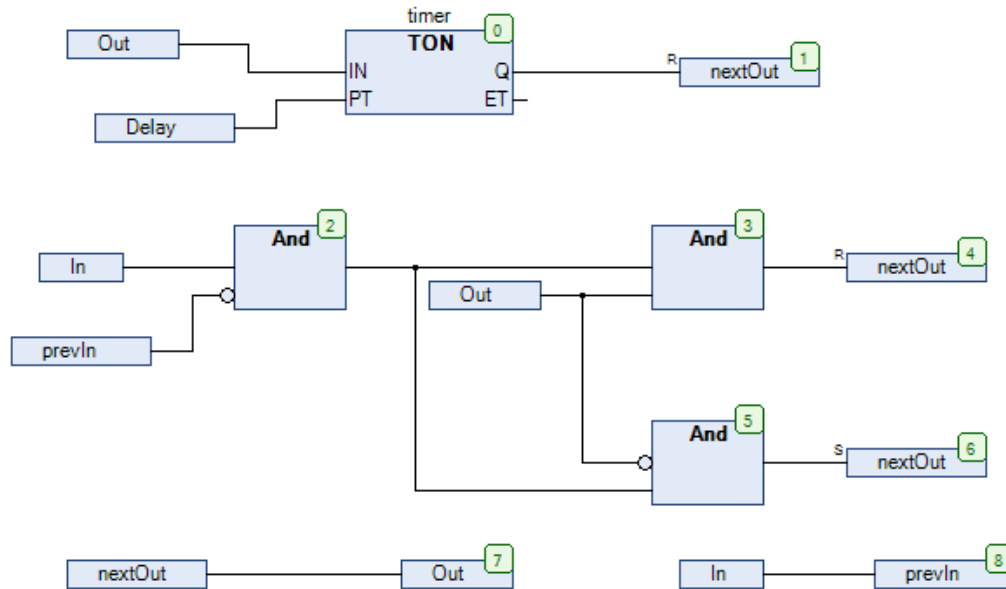 timer
0
TON
Out
IN
Q
R
nextOut
1
PT
ET
Delay
And
2
And
3
In
R
nextOut
4
Out
prevIn
And
5
S
nextOut
6
nextOut
Out
7
In
prevIn
8